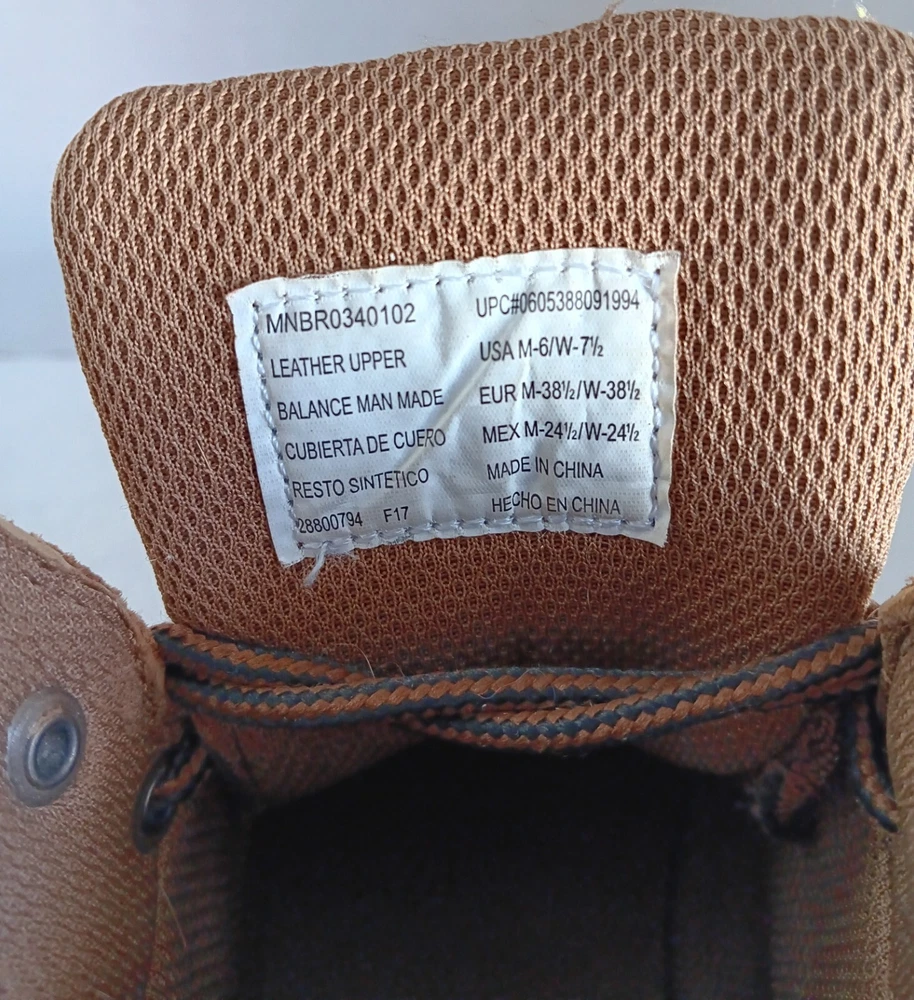 MNBR0340102
LEATHER UPPER
BALANCE MAN MADE
CUBIERTA DE CUERO
RESTO SINTETICO
28800794 F17
UPC#0605388091994
USA M-6/W-7½
EUR M-38½/W-38½
MEX M-24½/W-24½
MADE IN CHINA
HECHO EN CHINA